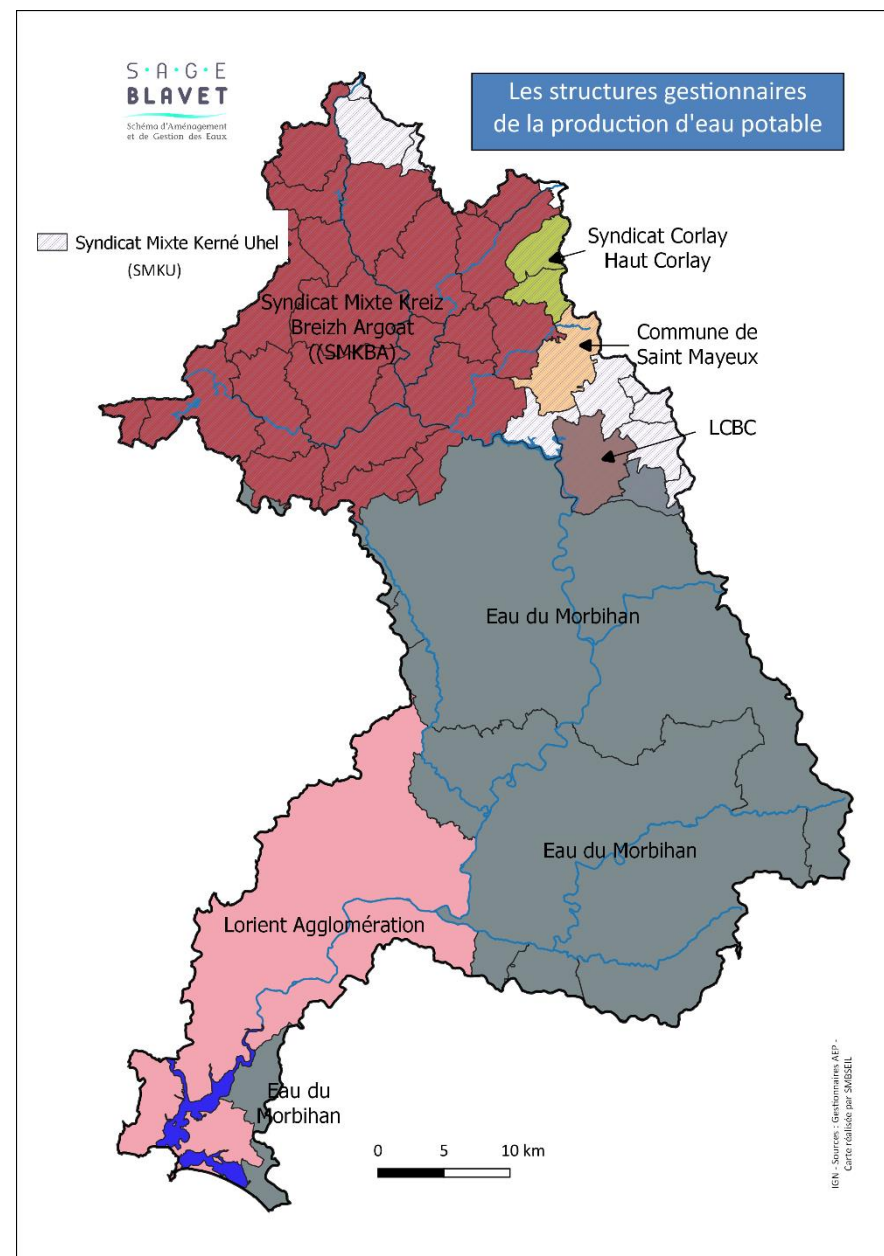 S·A·G·E
BLAVET
Schéma d'Aménagement
et de Gestion des Eaux
Les structures gestionnaires
de la production d'eau potable
Syndicat Mixte Kerné Uhel
(SMKU)
Syndicat Corlay
Haut Corlay
Syndicat Mixte Kreiz
Breizh Argoat
((SMKBA)
Commune de
Saint Mayeux
LCBC
Eau du Morbihan
Eau du Morbihan
Lorient Agglomération
Eau du
Morbihan
0 5 10 km
IGN - Sources : Gestionnaires AEP -
Carte réalisée par SMBSEIL